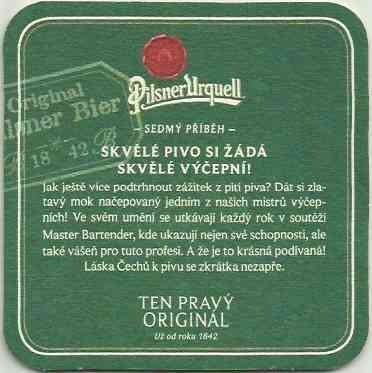 Original
Pilsner Bier
18 42 B
Pilsner Urquell
– SEDMÝ PŘÍBĚH –
SKVĚLÉ PIVO SI ŽÁDÁ
SKVĚLÉ VÝČEPNÍ!
Jak ještě více podtrhnout zážitek z pití piva? Dát si zla-
tavý mok načepovaný jedním z našich mistrů výčep-
ních! Ve svém umění se utkávají každý rok v soutěži
Master Bartender, kde ukazují nejen své schopnosti, ale
také vášeň pro tuto profesi. A že je to krásná podívaná!
Láska Čechů k pivu se zkrátka nezapře.
TEN PRAVÝ
ORIGINÁL
Už od roku 1842